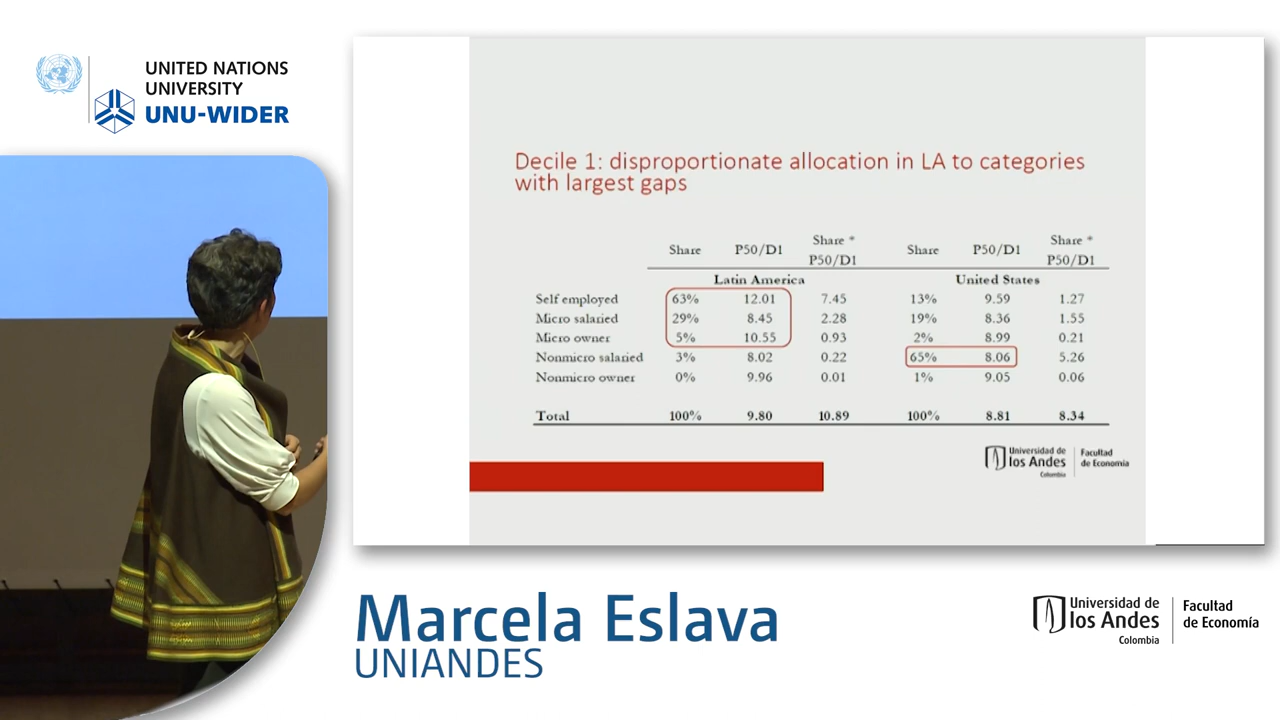 UNITED NATIONS
UNIVERSITY
UNU-WIDER
Decile 1: disproportionate allocation in LA to categories
with largest gaps
Share P50/D1 Share * P50/D1 Share P50/D1 Share * P50/D1
Latin America United States
Self employed 63% 12.01 7.45 13% 9.59 1.27
Micro salaried 29% 8.45 2.28 19% 8.36 1.55
Micro owner 5% 10.55 0.93 2% 8.99 0.21
Nonmicro salaried 3% 8.02 0.22 65% 8.06 5.26
Nonmicro owner 0% 9.96 0.01 1% 9.05 0.06
Total 100% 9.80 10.89 100% 8.81 8.34
Universidad de
los Andes
Colombia
Facultad
de Economía
Marcela Eslava
UNIANDES
Universidad de
los Andes
Colombia
Facultad
de Economía